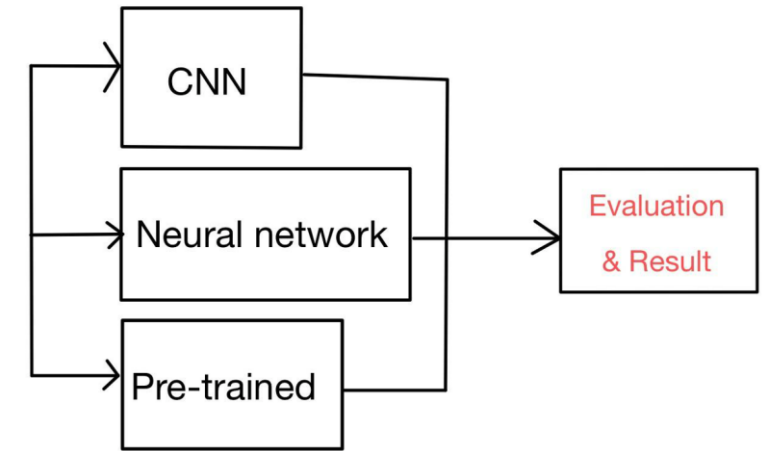 CNN
Neural network
Pre-trained
Evaluation
& Result